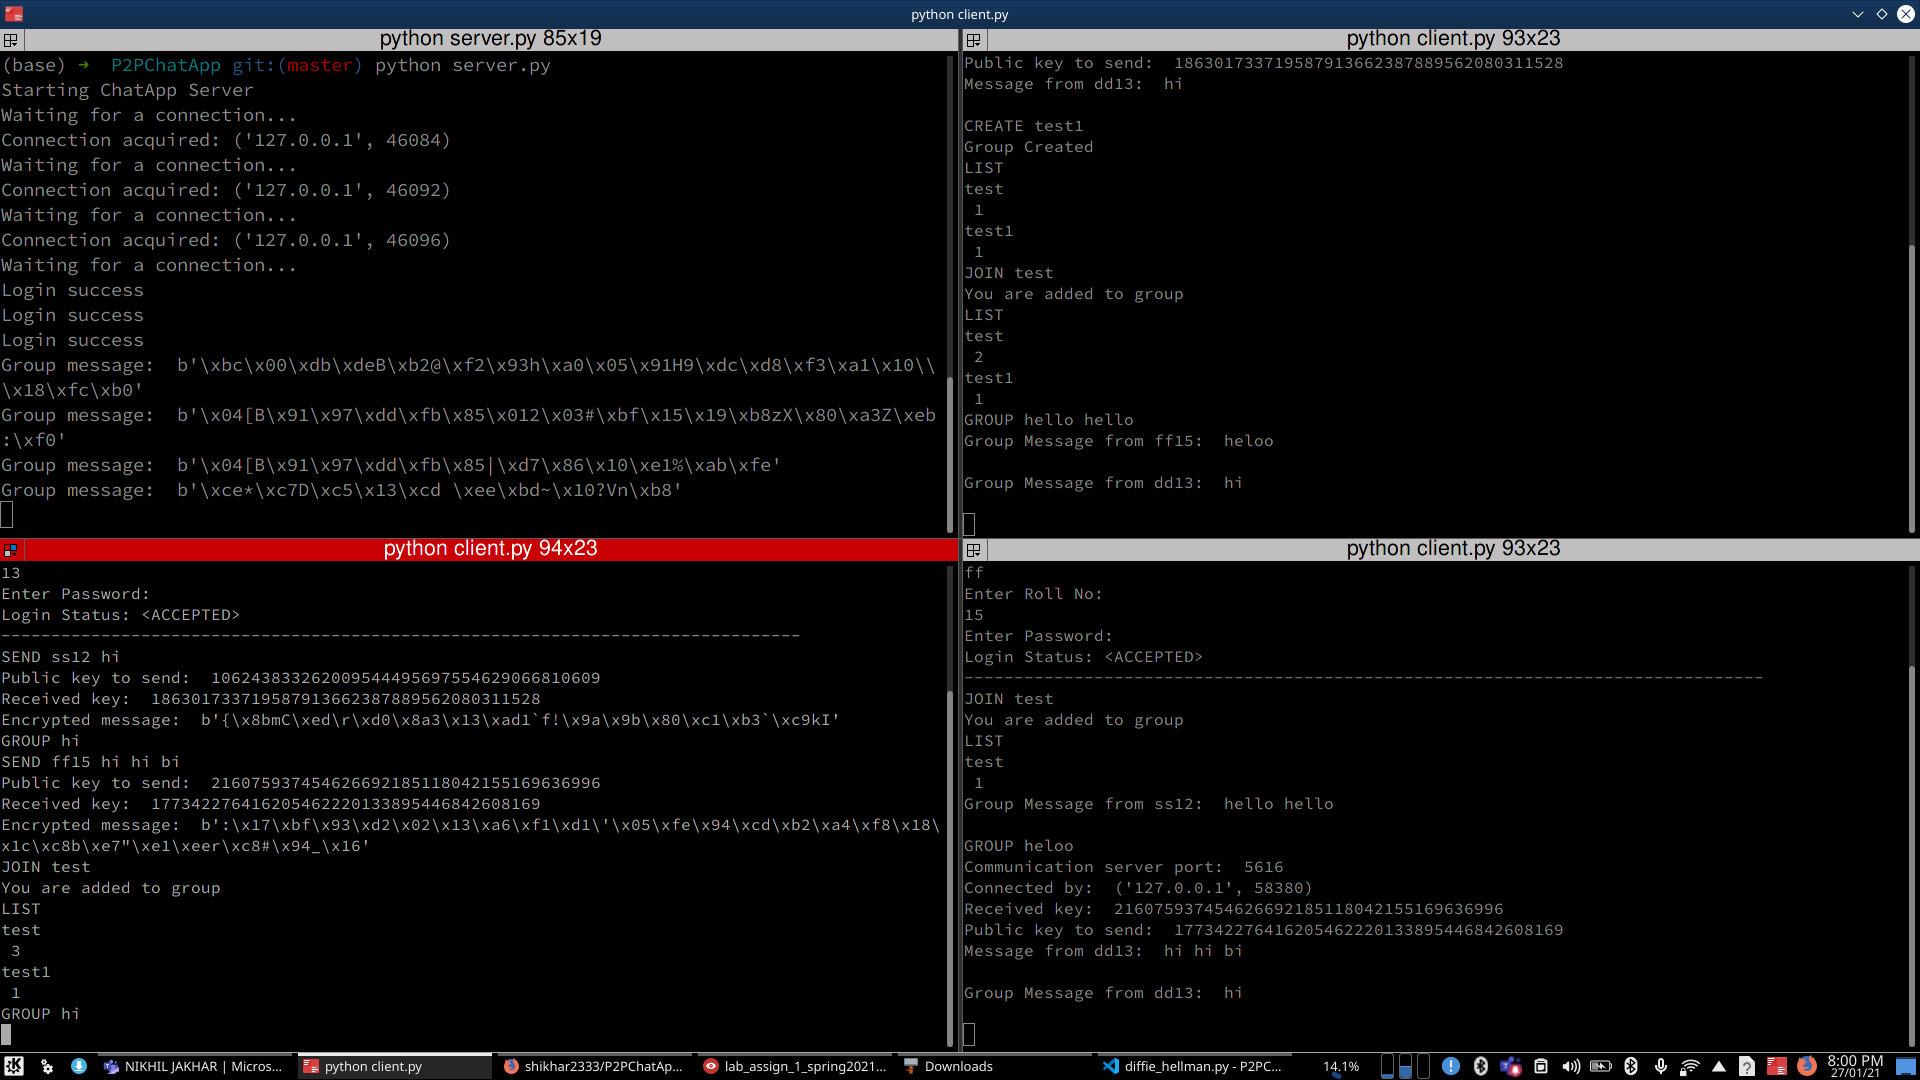 python client.py
python server.py 85x19
(base) → P2PChatApp git:(master) python server.py
Starting ChatApp Server
Waiting for a connection...
Connection acquired: ('127.0.0.1', 46084)
Waiting for a connection...
Connection acquired: ('127.0.0.1', 46092)
Waiting for a connection...
Connection acquired: ('127.0.0.1', 46096)
Waiting for a connection...
Login success
Login success
Login success
Group message:  b'\xbc\x00\xdb\xdeB\xb2@\xf2\x93h\xa0\x05\x91H9\xdc\xd8\xf3\xa1\x10\\
\x18\xfc\xb0'
Group message:  b'\x04[B\x91\x97\xdd\xfb\x85\x012\x03#\xbf\x15\x19\xb8zX\x80\xa3Z\xeb
:\xf0'
Group message:  b'\x04[B\x91\x97\xdd\xfb\x85|\xd7\x86\x10\xe1%\xab\xfe'
Group message:  b'\xce*\xc7D\xc5\x13\xcd \xee\xbd~\x10?Vn\xb8'
python client.py 93x23
Public key to send:  186301733719587913662387889562080311528
Message from dd13:  hi
CREATE test1
Group Created
LIST
test
1
test1
1
JOIN test
You are added to group
LIST
test
2
test1
1
GROUP hello hello
Group Message from ff15:  heloo
Group Message from dd13:  hi
python client.py 94x23
13
Enter Password:
Login Status: <ACCEPTED>
--------------------------------------------------------------------------------
SEND ss12 hi
Public key to send:  106243833262009544495697554629066810609
Received key:  186301733719587913662387889562080311528
Encrypted message:  b'{\x8bmC\xed\r\xd0\x8a3\x13\xad1`f!\x9a\x9b\x80\xc1\xb3`\xc9kI'
GROUP hi
SEND ff15 hi hi bi
Public key to send:  216075937454626692185118042155169636996
Received key:  177342276416205462220133895446842608169
Encrypted message:  b':\x17\xbf\x93\xd2\x02\x13\xa6\xf1\xd1\'\x05\xfe\x94\xcd\xb2\xa4\xf8\x18\
x1c\xc8b\xe7"\xe1\xeer\xc8#\x94_\x16'
JOIN test
You are added to group
LIST
test
3
test1
1
GROUP hi
python client.py 93x23
ff
Enter Roll No:
15
Enter Password:
Login Status: <ACCEPTED>
--------------------------------------------------------------------------------
JOIN test
You are added to group
LIST
test
1
Group Message from ss12:  hello hello
GROUP heloo
Communication server port:  5616
Connected by:  ('127.0.0.1', 58380)
Received key:  216075937454626692185118042155169636996
Public key to send:  177342276416205462220133895446842608169
Message from dd13:  hi hi bi
Group Message from dd13:  hi
NIKHIL JAKHAR | Micros...
python client.py
shikhar2333/P2PChatAp...
lab_assign_1_spring2021...
Downloads
diffie_hellman.py - P2PC...
14.1%
8:00 PM
27/01/21